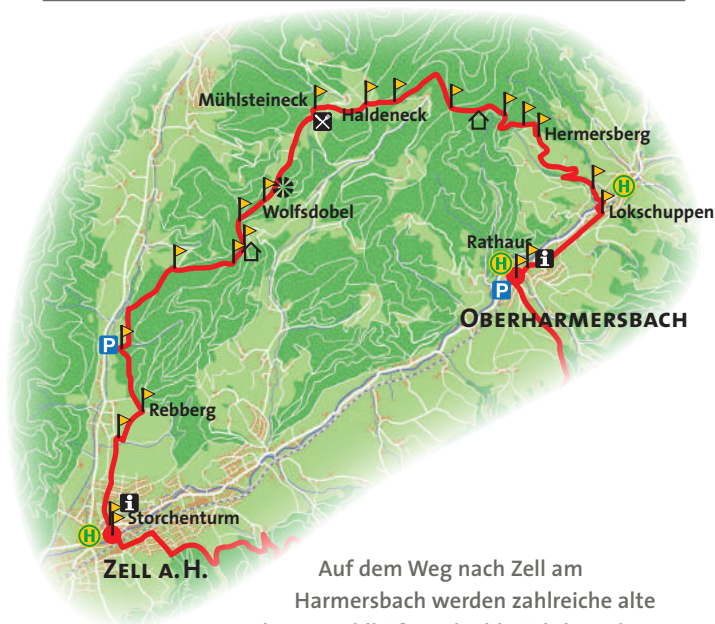 Mühlsteineck
Haldeneck
Hermersberg
H
Wolfsdobel
Lokschuppen
Rathaus
H
i
P
OBERHARMERSBACH
P
Rebberg
i
Storchenturm
H
ZELL A. H.
Auf dem Weg nach Zell am
Harmersbach werden zahlreiche alte